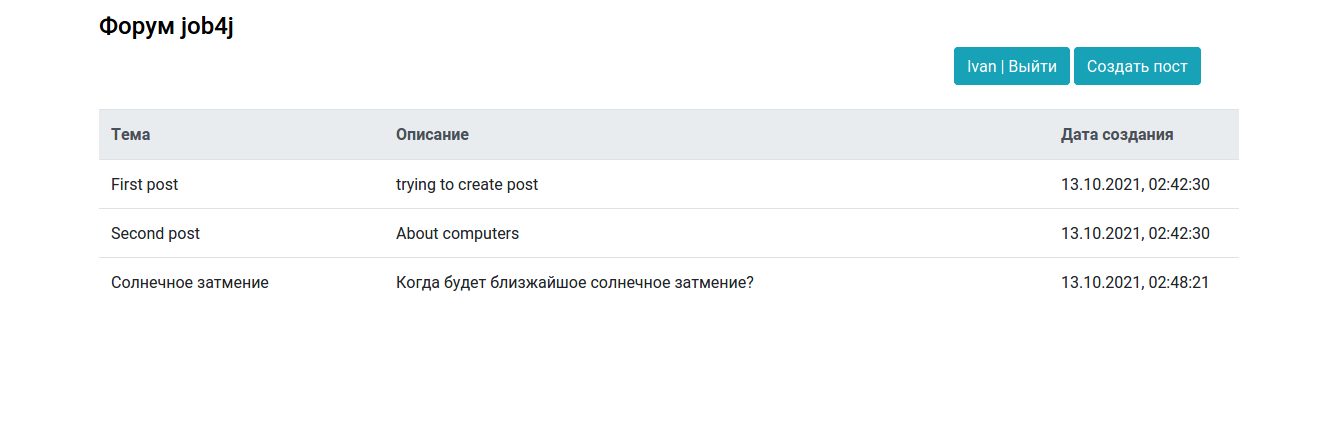 Форум job4j
Ivan | Выйти Создать пост
Тема Описание Дата создания
First post trying to create post 13.10.2021, 02:42:30
Second post About computers 13.10.2021, 02:42:30
Солнечное затмение Когда будет близжайшое солнечное затмение? 13.10.2021, 02:48:21